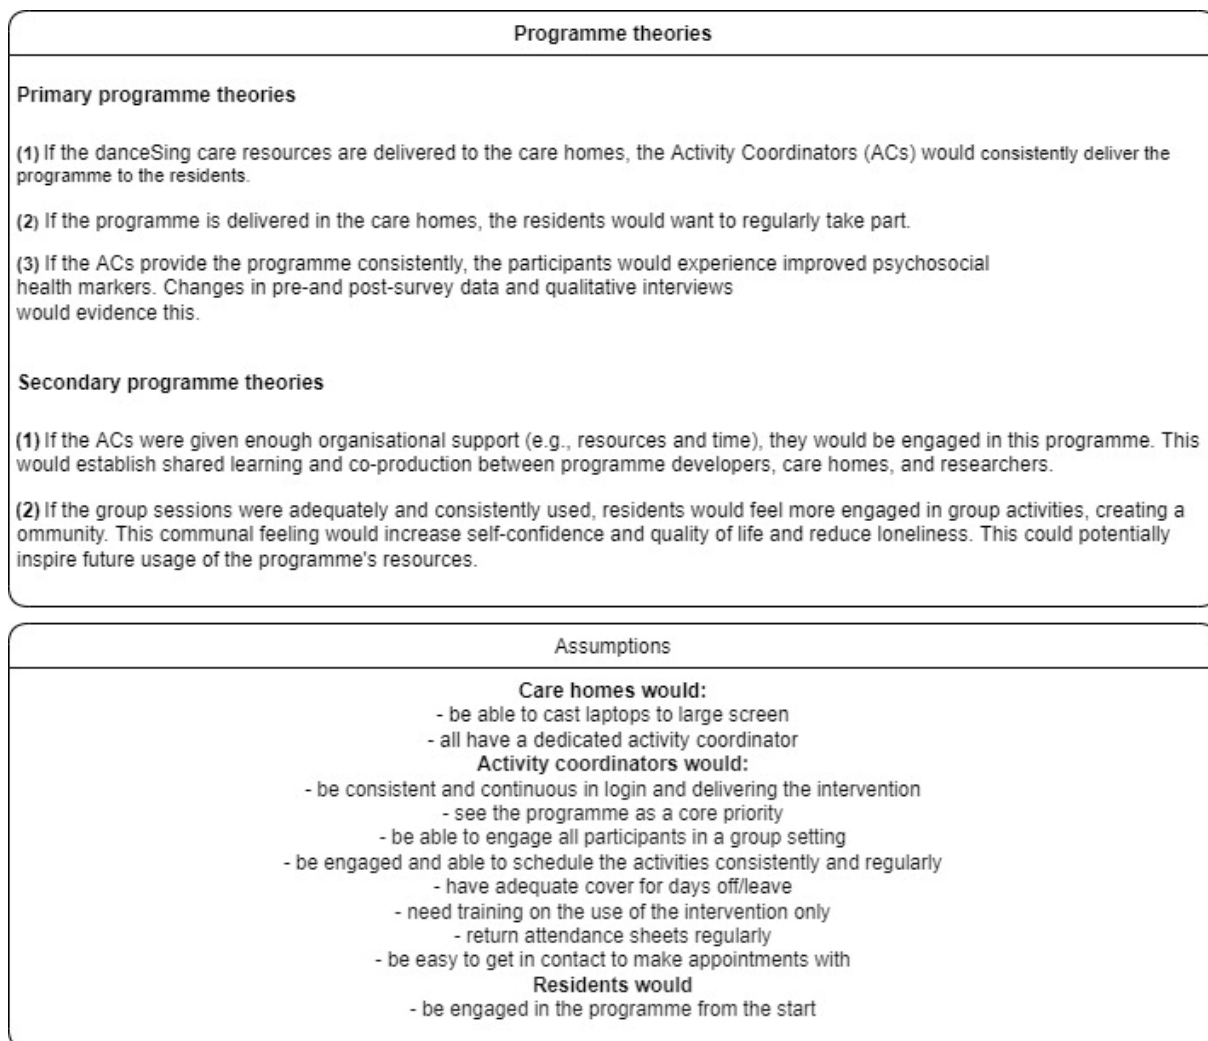 Programme theories
Primary programme theories
(1) If the danceSing care resources are delivered to the care homes, the Activity Coordinators (ACs) would consistently deliver the
programme to the residents.
(2) If the programme is delivered in the care homes, the residents would want to regularly take part.
(3) If the ACs provide the programme consistently, the participants would experience improved psychosocial
health markers. Changes in pre-and post-survey data and qualitative interviews
would evidence this.
Secondary programme theories
(1) If the ACs were given enough organisational support (e.g., resources and time), they would be engaged in this programme. This
would establish shared learning and co-production between programme developers, care homes, and researchers.
(2) If the group sessions were adequately and consistently used, residents would feel more engaged in group activities, creating a
ommunity. This communal feeling would increase self-confidence and quality of life and reduce loneliness. This could potentially
inspire future usage of the programme's resources.
Assumptions
Care homes would:
- be able to cast laptops to large screen
- all have a dedicated activity coordinator
Activity coordinators would:
- be consistent and continuous in login and delivering the intervention
- see the programme as a core priority
- be able to engage all participants in a group setting
- be engaged and able to schedule the activities consistently and regularly
- have adequate cover for days off/leave
- need training on the use of the intervention only
- return attendance sheets regularly
- be easy to get in contact to make appointments with
Residents would
- be engaged in the programme from the start